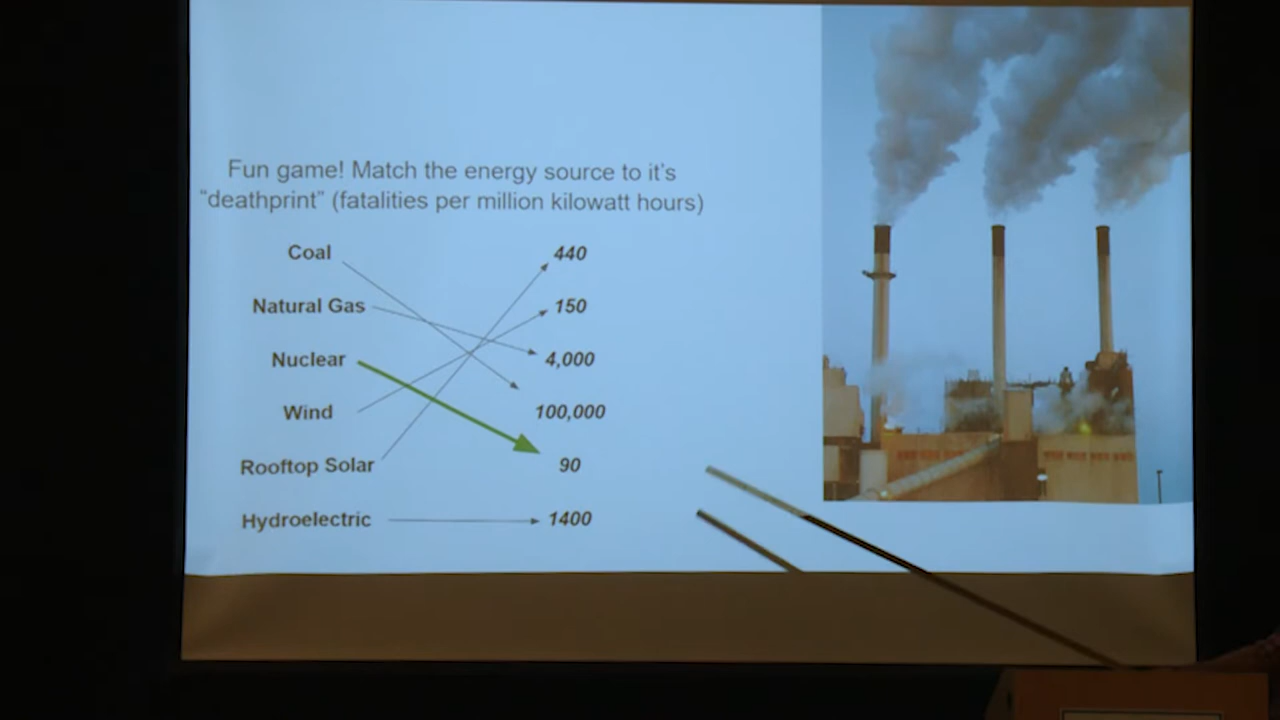 Fun game! Match the energy source to it's
“deathprint” (fatalities per million kilowatt hours)
Coal 440
Natural Gas 150
Nuclear 4,000
Wind 100,000
Rooftop Solar 90
Hydroelectric 1400